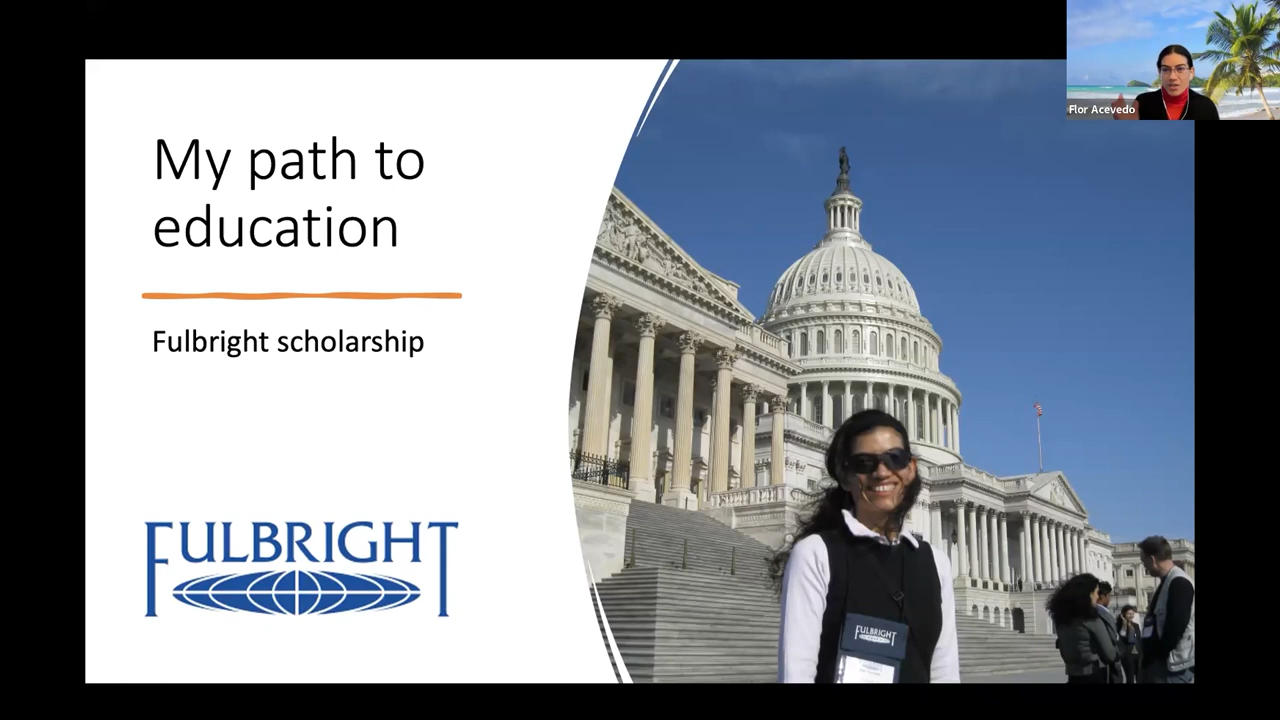 My path to
education
Fulbright scholarship
FULBRIGHT
Flor Acevedo
FULBRIGHT